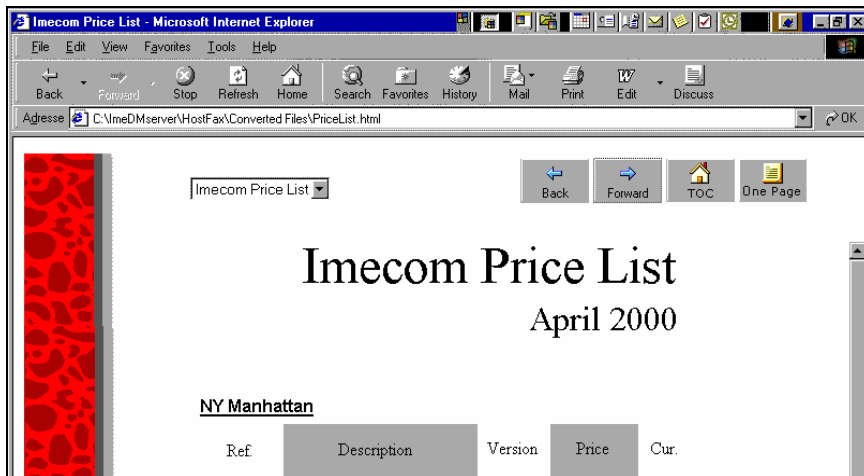 Imecom Price List - Microsoft Internet Explorer
File Edit View Favorites Tools Help
Back Forward Stop Refresh Home Search Favorites History Mail Print Edit Discuss
Adresse C:\ImeDMserver\HostFax\Converted Files\PriceList.html OK
Imecom Price List Back Forward TOC One Page
Imecom Price List
April 2000
NY Manhattan
Ref. Description Version Price Cur.